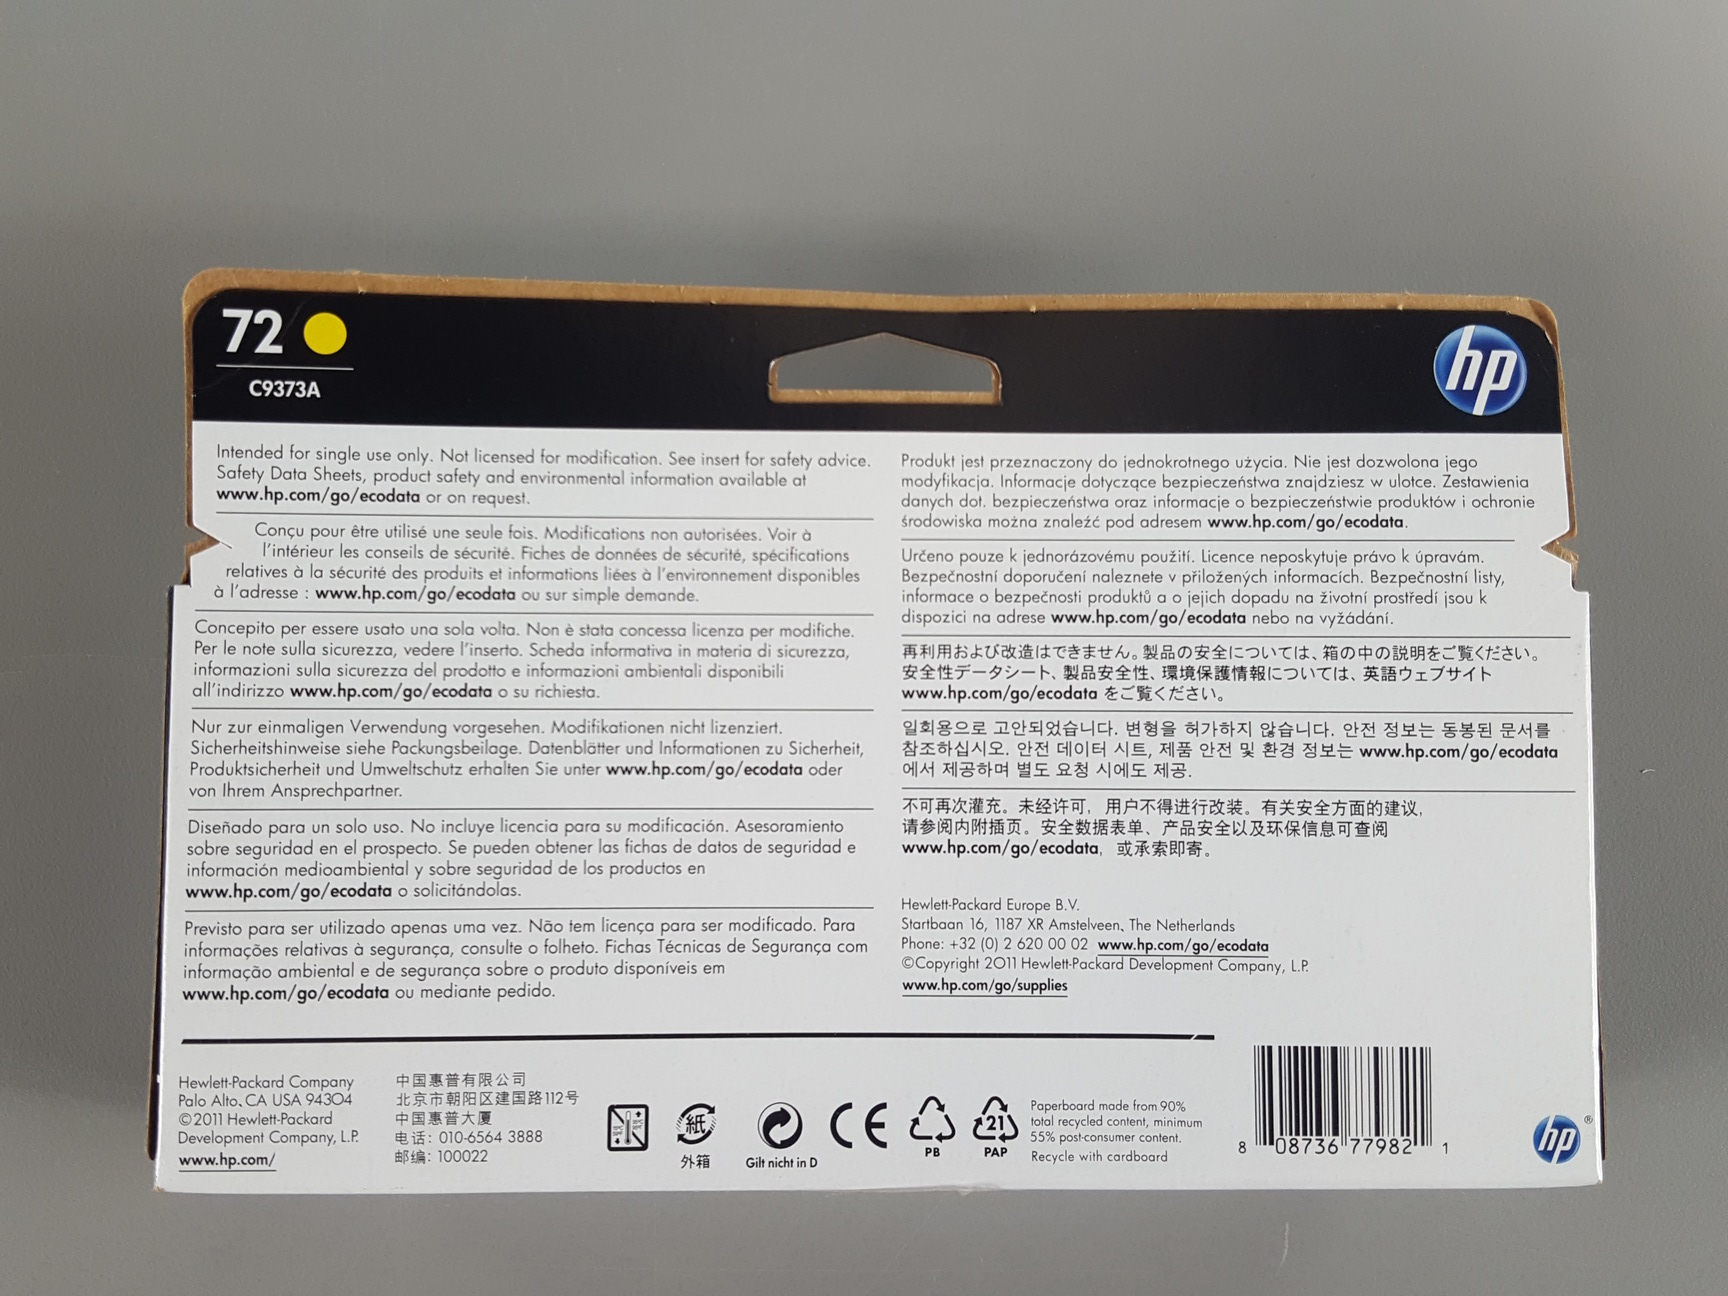 72
C9373A
hp
Intended for single use only. Not licensed for modification. See insert for safety advice.
Safety Data Sheets, product safety and environmental information available at
www.hp.com/go/ecodata or on request.
Conçu pour être utilisé une seule fois. Modifications non autorisées. Voir à
l'intérieur les conseils de sécurité. Fiches de données de sécurité, spécifications
relatives à la sécurité des produits et informations liées à l'environnement disponibles
à l'adresse : www.hp.com/go/ecodata ou sur simple demande.
Concepito per essere usato una sola volta. Non è stata concessa licenza per modifiche.
Per le note sulla sicurezza, vedere l'inserto. Scheda informativa in materia di sicurezza,
informazioni sulla sicurezza del prodotto e informazioni ambientali disponibili
all'indirizzo www.hp.com/go/ecodata o su richiesta.
Nur zur einmaligen Verwendung vorgesehen. Modifikationen nicht lizenziert.
Sicherheitshinweise siehe Packungsbeilage. Datenblätter und Informationen zu Sicherheit,
Produktsicherheit und Umweltschutz erhalten Sie unter www.hp.com/go/ecodata oder
von Ihrem Ansprechpartner.
Diseñado para un solo uso. No incluye licencia para su modificación. Asesoramiento
sobre seguridad en el prospecto. Se pueden obtener las fichas de datos de seguridad e
información medioambiental y sobre seguridad de los productos en
www.hp.com/go/ecodata o solicitándolas.
Previsto para ser utilizado apenas uma vez. Não tem licença para ser modificado. Para
informações relativas à segurança, consulte o folheto. Fichas Técnicas de Segurança com
informação ambiental e de segurança sobre o produto disponíveis em
www.hp.com/go/ecodata ou mediante pedido.
Produkt jest przeznaczony do jednokrotnego użycia. Nie jest dozwolona jego
modyfikacja. Informacje dotyczące bezpieczeństwa znajdziesz w ulotce. Zestawienia
danych dot. bezpieczeństwa oraz informacje o bezpieczeństwie produktów i ochronie
środowiska można znaleźć pod adresem www.hp.com/go/ecodata.
Určeno pouze k jednorázovému použití. Licence neposkytuje právo k úpravám.
Bezpečnostní doporučení naleznete v přiložených informacích. Bezpečnostní listy,
informace o bezpečnosti produktů a o jejich dopadu na životní prostředí jsou k
dispozici na adrese www.hp.com/go/ecodata nebo na vyžádání.
再利用および改造はできません。製品の安全については、箱の中の説明をご覧ください。
安全性データシート、製品安全性、環境保護情報については、英語ウェブサイト
www.hp.com/go/ecodata をご覧ください。
일회용으로 고안되었습니다. 변형을 허가하지 않습니다. 안전 정보는 동봉된 문서를
참조하십시오. 안전 데이터 시트, 제품 안전 및 환경 정보는 www.hp.com/go/ecodata
에서 제공하며 별도 요청 시에도 제공.
不可再次灌充。未经许可，用户不得进行改装。有关安全方面的建议，
请参阅内附插页。安全数据表单、产品安全以及环保信息可查阅
www.hp.com/go/ecodata，或承索即寄。
Hewlett-Packard Europe B.V.
Startbaan 16, 1187 XR Amstelveen, The Netherlands
Phone: +32 (0) 2 620 00 02 www.hp.com/go/ecodata
©Copyright 2011 Hewlett-Packard Development Company, L.P.
www.hp.com/go/supplies
Hewlett-Packard Company
Palo Alto, CA USA 94304
©2011 Hewlett-Packard
Development Company, L.P.
www.hp.com/
中国惠普有限公司
北京市朝阳区建国路112号
中国惠普大厦
电话: 010-6564 3888
邮编: 100022
紙
外箱
Gilt nicht in D
CE
PB
21
PAP
Paperboard made from 90%
total recycled content, minimum
55% post-consumer content.
Recycle with cardboard
8 08736 77982 1
hp®